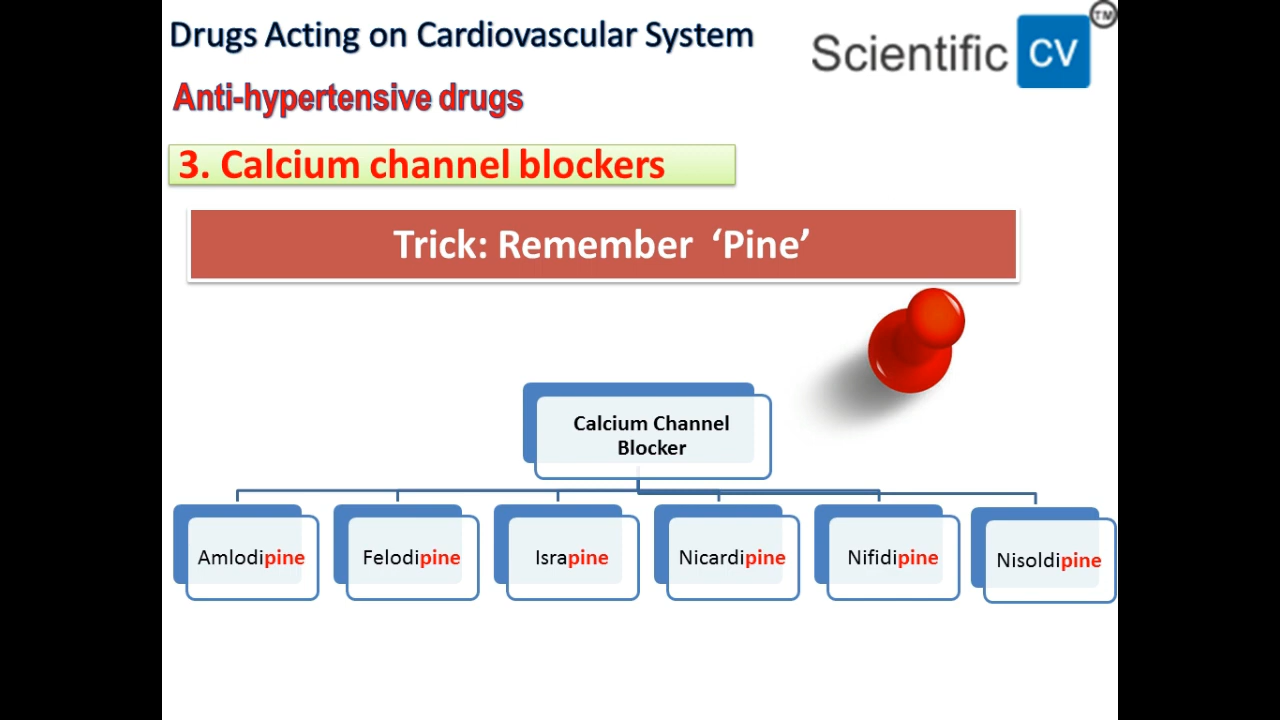 Drugs Acting on Cardiovascular System
Scientific CV TM
Anti-hypertensive drugs
3. Calcium channel blockers
Trick: Remember ‘Pine’
Calcium Channel
Blocker
Amlodipine
Felodipine
Israpine
Nicardipine
Nifidipine
Nisoldipine